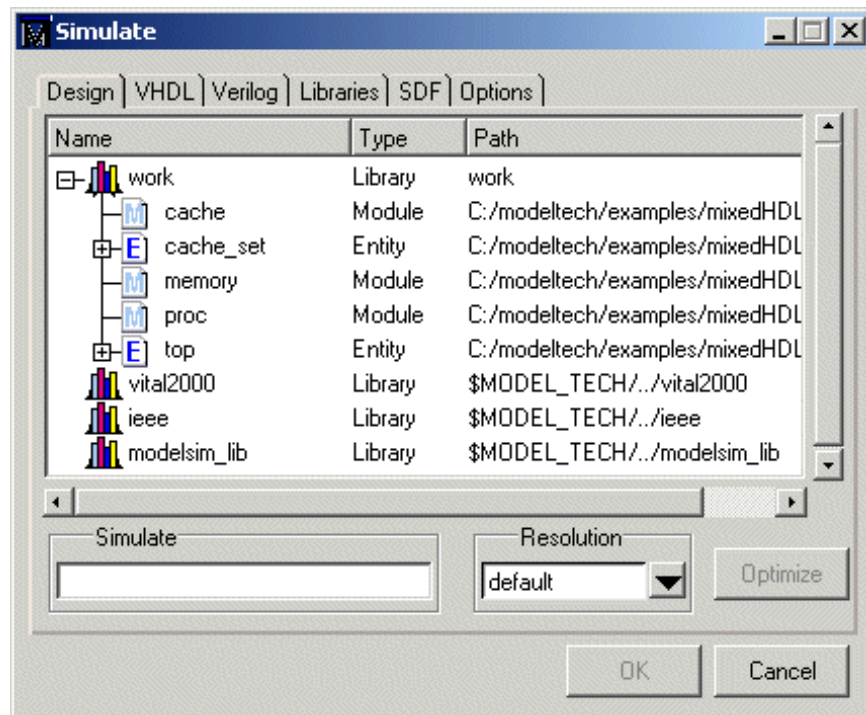 Simulate
Design VHDL Verilog Libraries SDF Options
Name Type Path
work Library work
cache Module C:/modeltech/examples/mixedHDL
cache_set Entity C:/modeltech/examples/mixedHDL
memory Module C:/modeltech/examples/mixedHDL
proc Module C:/modeltech/examples/mixedHDL
top Entity C:/modeltech/examples/mixedHDL
vital2000 Library $MODEL_TECH/../vital2000
ieee Library $MODEL_TECH/../ieee
modelsim_lib Library $MODEL_TECH/../modelsim_lib
Simulate Resolution
default Optimize
OK Cancel